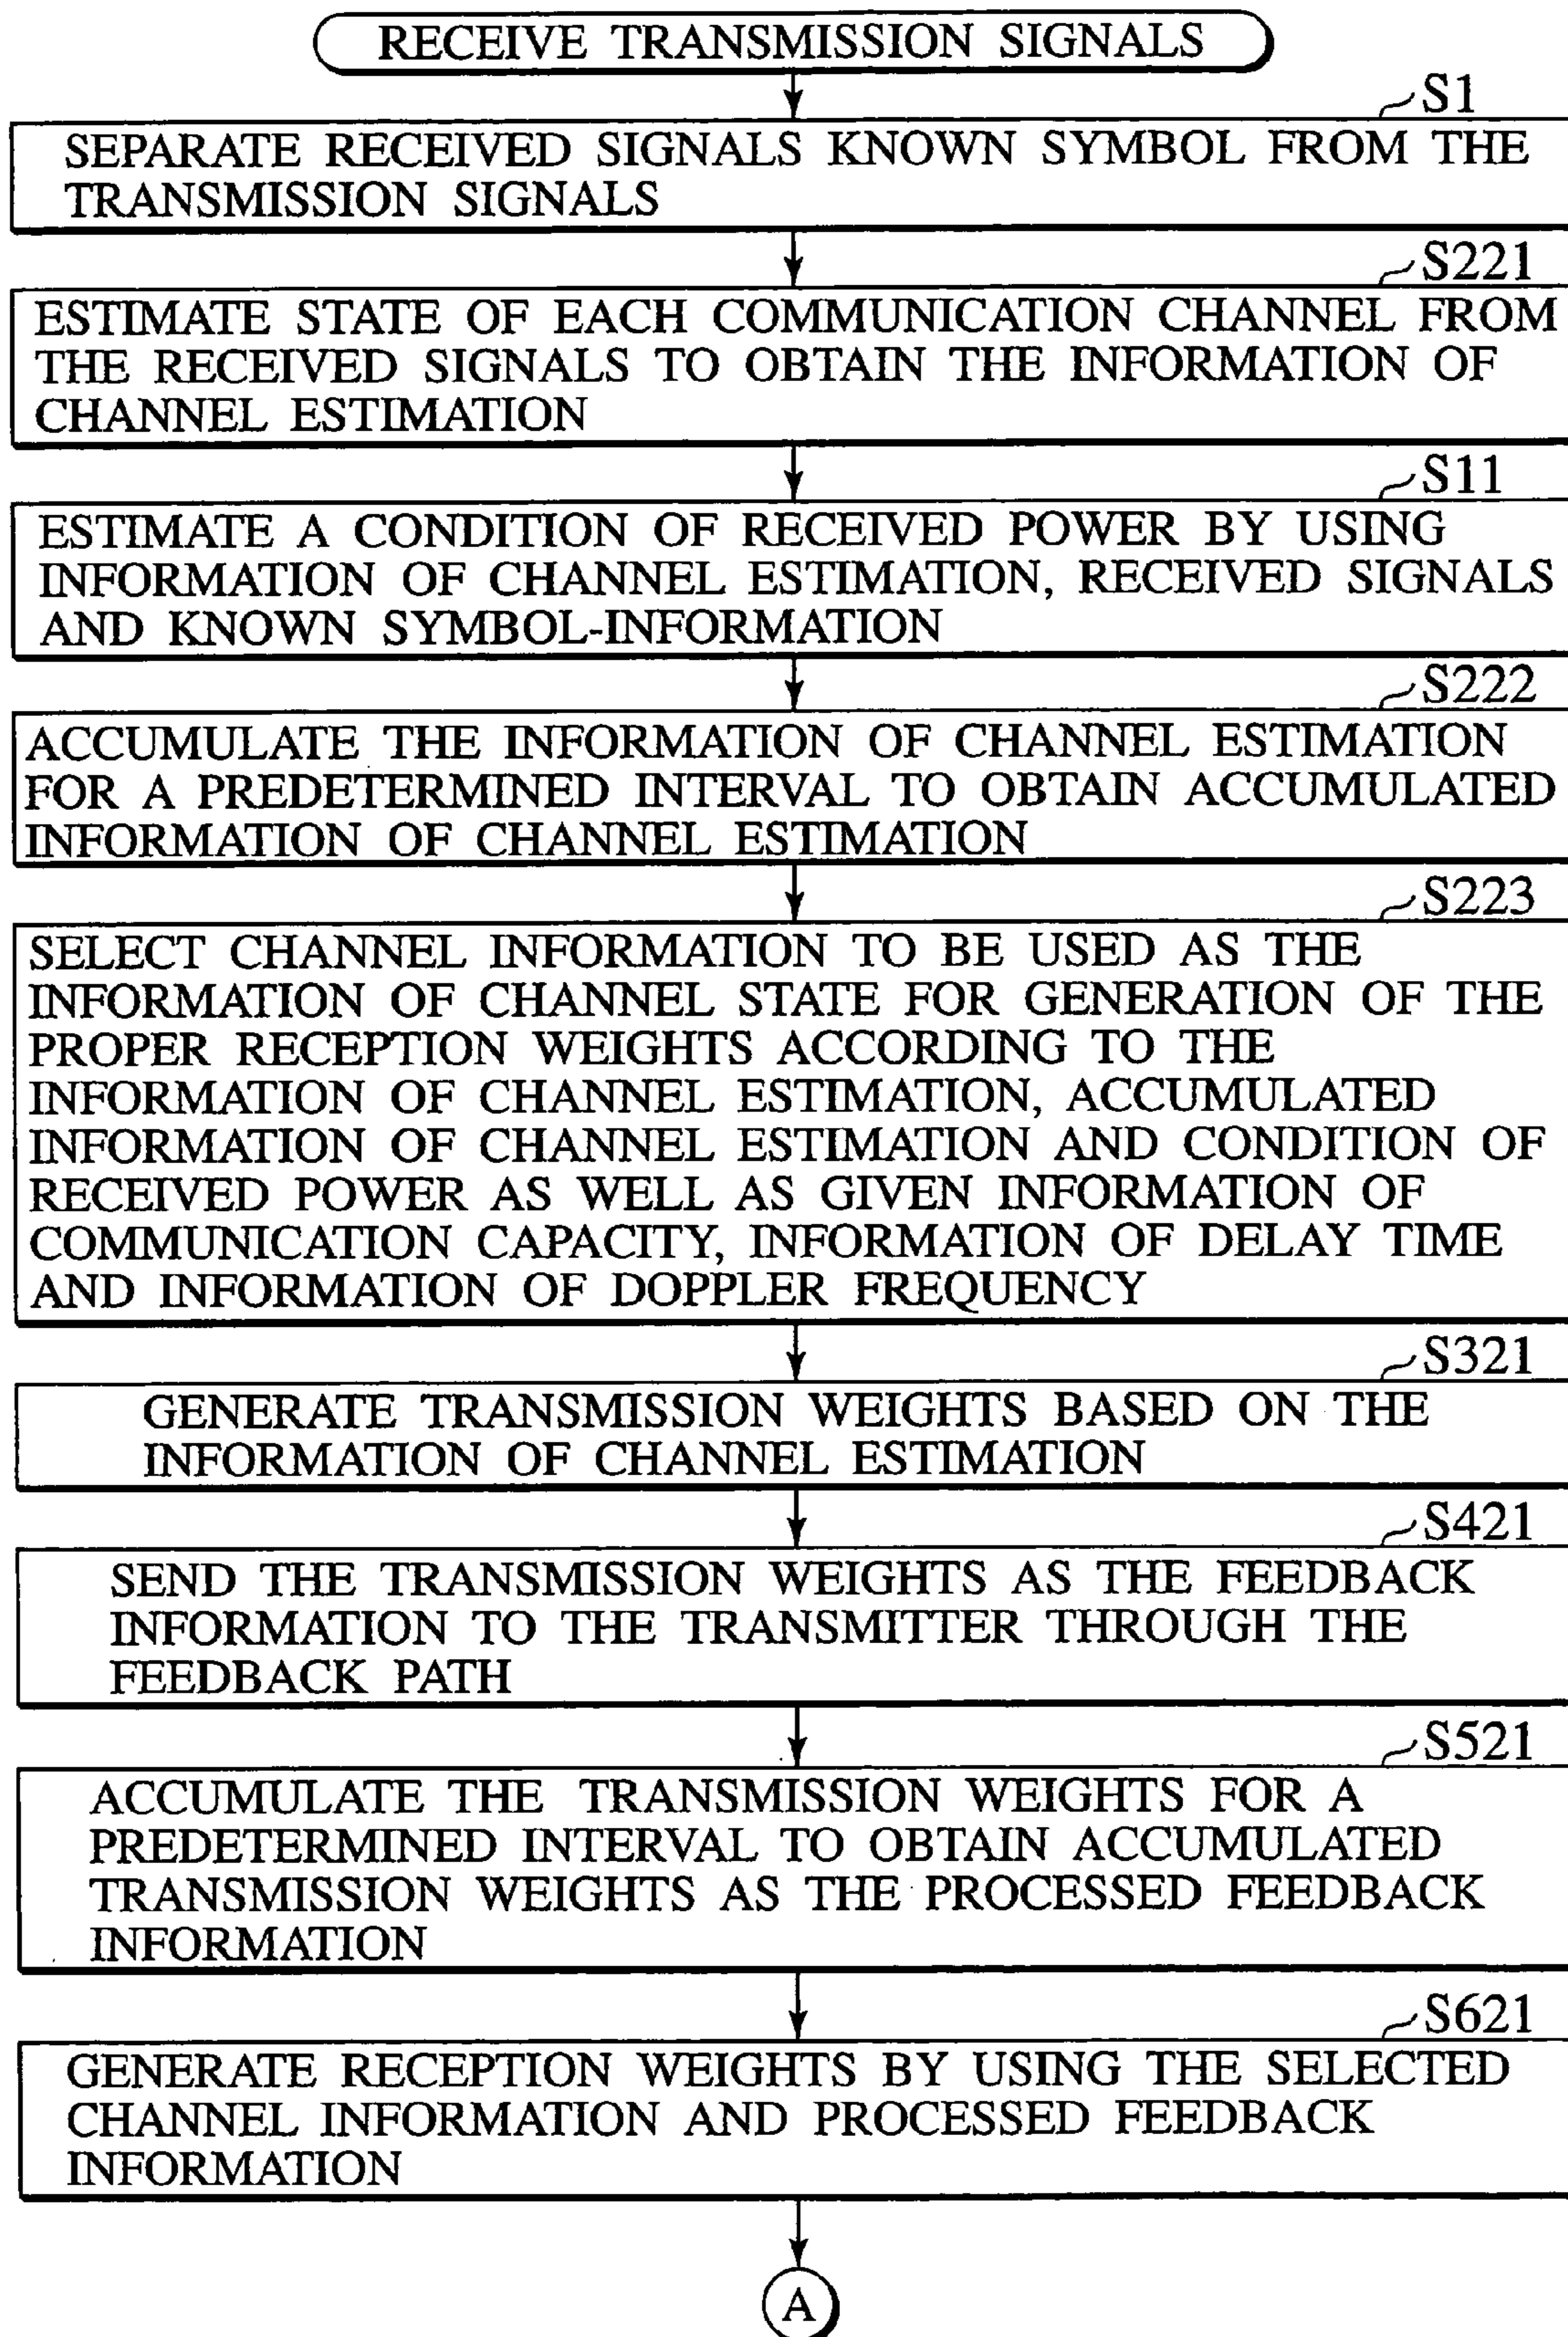 RECEIVE TRANSMISSION SIGNALS
S1
SEPARATE RECEIVED SIGNALS KNOWN SYMBOL FROM THE
TRANSMISSION SIGNALS
S221
ESTIMATE STATE OF EACH COMMUNICATION CHANNEL FROM
THE RECEIVED SIGNALS TO OBTAIN THE INFORMATION OF
CHANNEL ESTIMATION
S11
ESTIMATE A CONDITION OF RECEIVED POWER BY USING
INFORMATION OF CHANNEL ESTIMATION, RECEIVED SIGNALS
AND KNOWN SYMBOL-INFORMATION
S222
ACCUMULATE THE INFORMATION OF CHANNEL ESTIMATION
FOR A PREDETERMINED INTERVAL TO OBTAIN ACCUMULATED
INFORMATION OF CHANNEL ESTIMATION
S223
SELECT CHANNEL INFORMATION TO BE USED AS THE
INFORMATION OF CHANNEL STATE FOR GENERATION OF THE
PROPER RECEPTION WEIGHTS ACCORDING TO THE
INFORMATION OF CHANNEL ESTIMATION, ACCUMULATED
INFORMATION OF CHANNEL ESTIMATION AND CONDITION OF
RECEIVED POWER AS WELL AS GIVEN INFORMATION OF
COMMUNICATION CAPACITY, INFORMATION OF DELAY TIME
AND INFORMATION OF DOPPLER FREQUENCY
S321
GENERATE TRANSMISSION WEIGHTS BASED ON THE
INFORMATION OF CHANNEL ESTIMATION
S421
SEND THE TRANSMISSION WEIGHTS AS THE FEEDBACK
INFORMATION TO THE TRANSMITTER THROUGH THE
FEEDBACK PATH
S521
ACCUMULATE THE TRANSMISSION WEIGHTS FOR A
PREDETERMINED INTERVAL TO OBTAIN ACCUMULATED
TRANSMISSION WEIGHTS AS THE PROCESSED FEEDBACK
INFORMATION
S621
GENERATE RECEPTION WEIGHTS BY USING THE SELECTED
CHANNEL INFORMATION AND PROCESSED FEEDBACK
INFORMATION
A